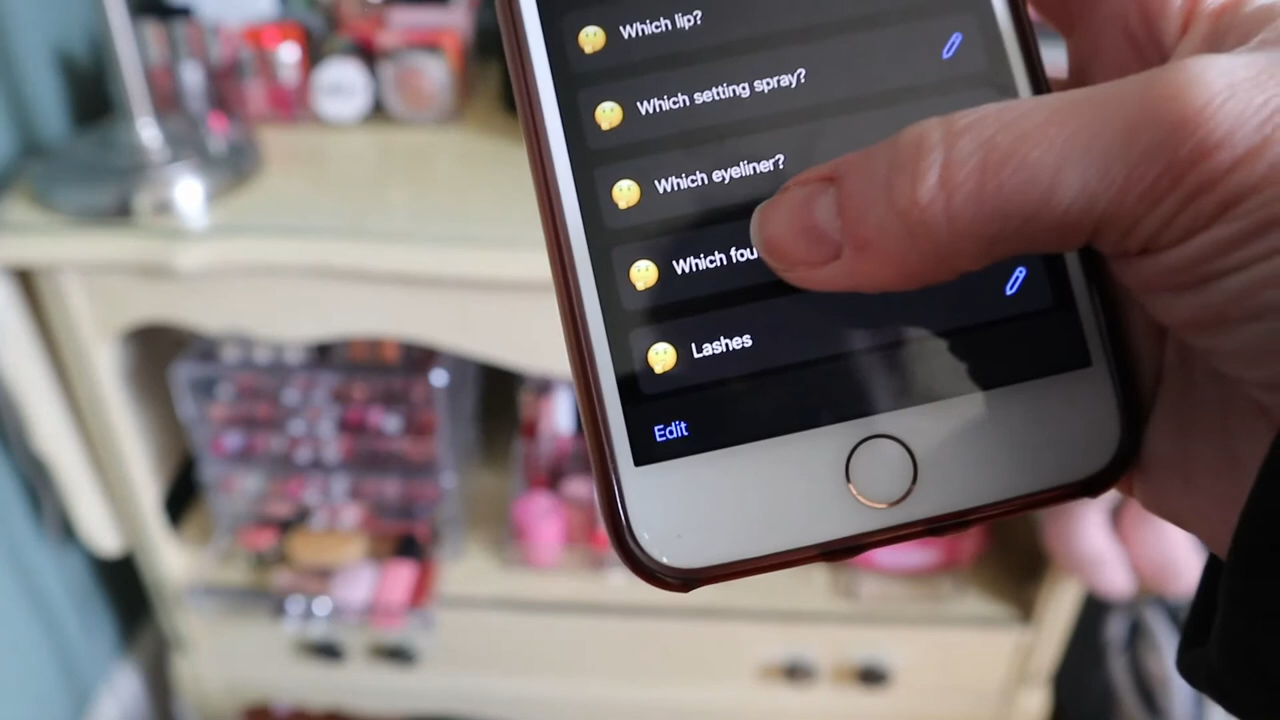 Which lip?
Which setting spray?
Which eyeliner?
Which fou
Lashes
Edit